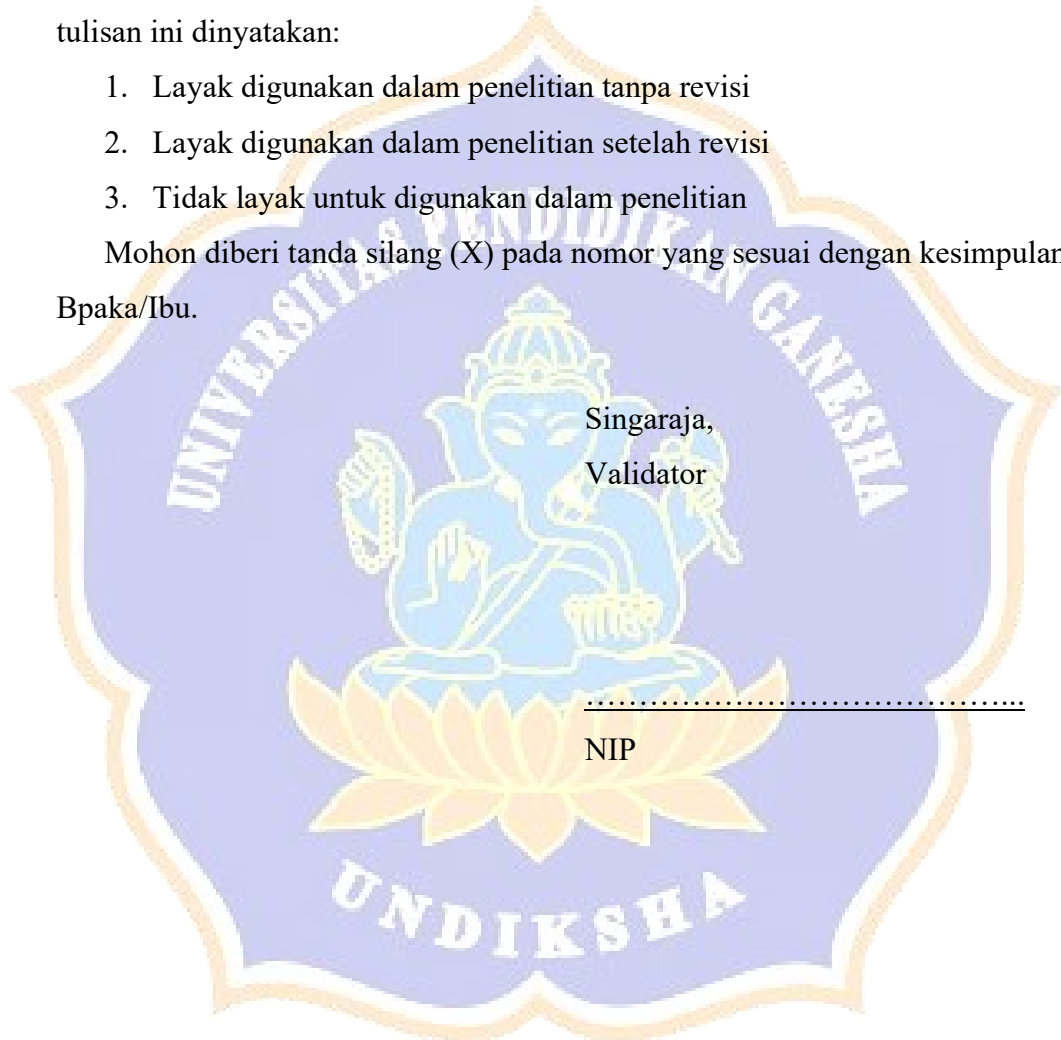 tulisan ini dinyatakan:
1. Layak digunakan dalam penelitian tanpa revisi
2. Layak digunakan dalam penelitian setelah revisi
3. Tidak layak untuk digunakan dalam penelitian
Mohon diberi tanda silang (X) pada nomor yang sesuai dengan kesimpulan
Bpaka/Ibu.
UNIVERSITAS PENDIDIKAN GANESHA
Singaraja,
Validator
…………………………………...
NIP
UNDIKSHA